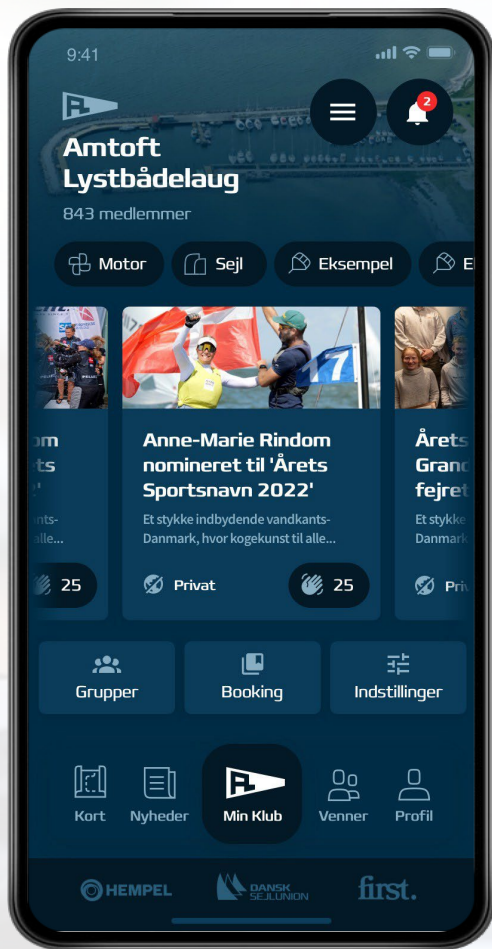 9:41
2
Amtoft
Lystbådelaug
843 medlemmer
Motor
Sejl
Eksempel
17
Anne-Marie Rindom
nomineret til 'Årets
Sportsnavn 2022'
Et stykke indbydende vandkants-
Danmark, hvor kogekunst til alle...
Privat
25
25
Årets
fejret
Et stykke
Danmark
Grupper
Booking
Indstillinger
Kort
Nyheder
Min Klub
Venner
Profil
HEMPEL
DANSK
SEJLUNION
first.